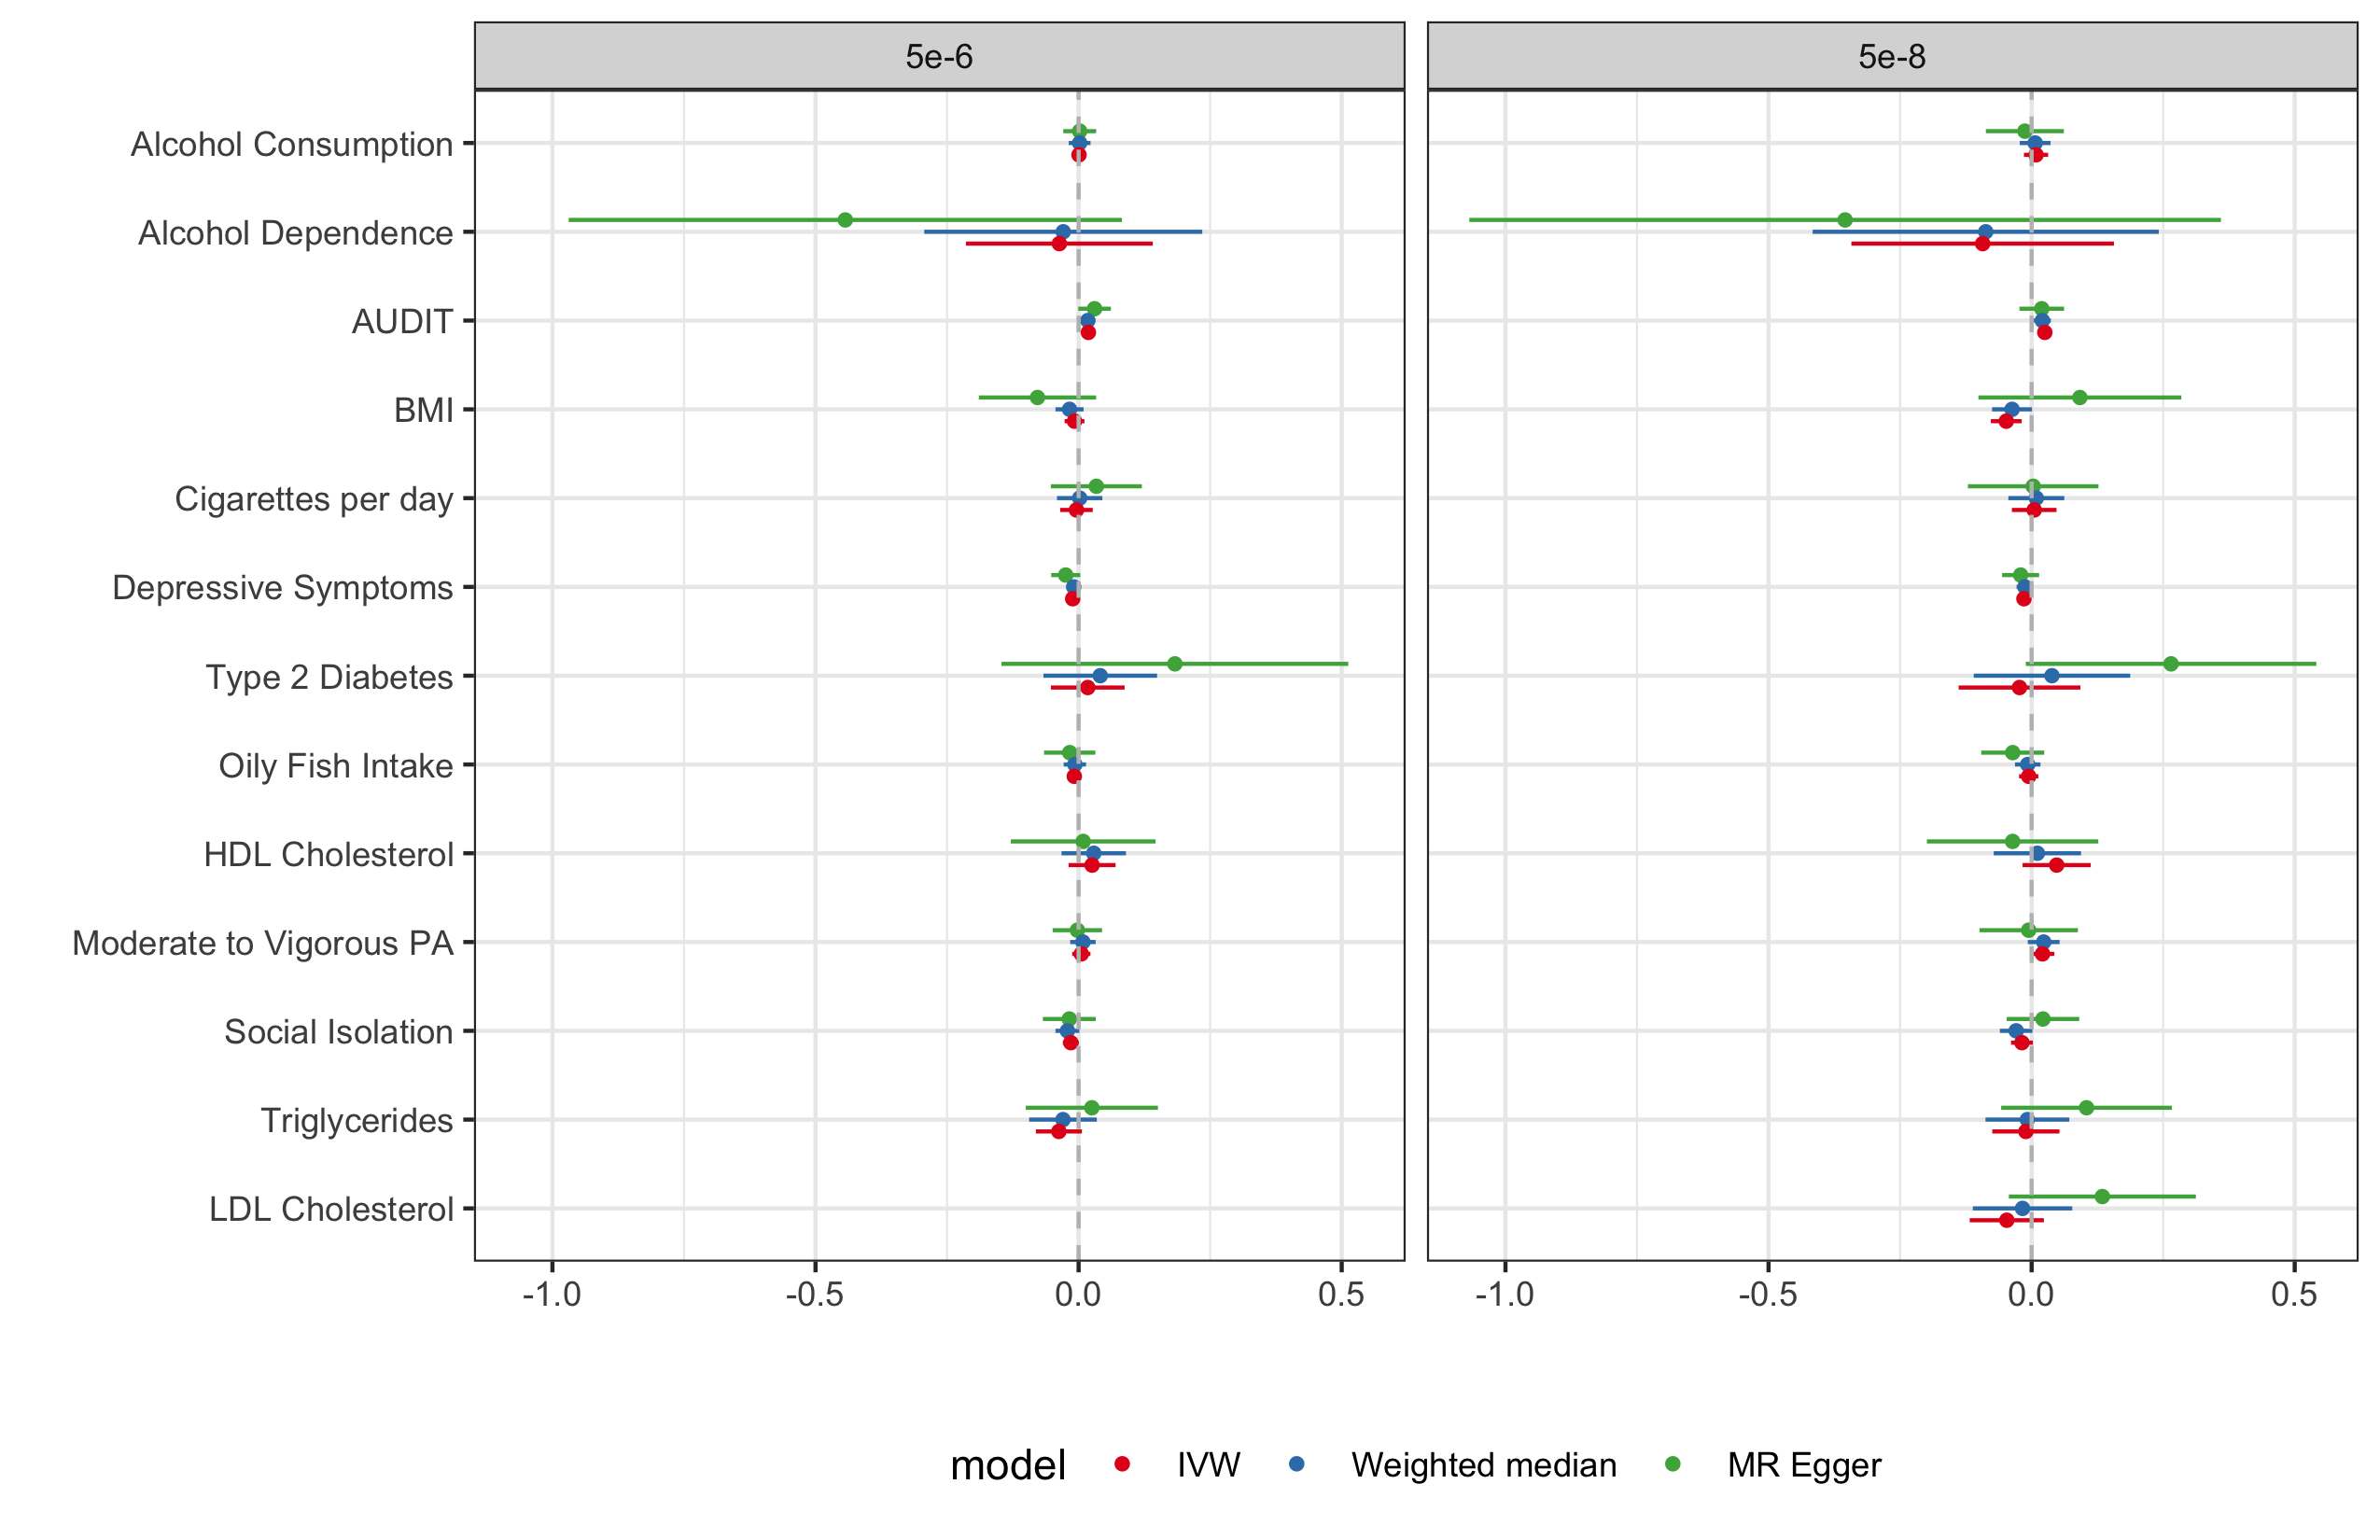 5e-6 5e-8
Alcohol Consumption
Alcohol Dependence
AUDIT
BMI
Cigarettes per day
Depressive Symptoms
Type 2 Diabetes
Oily Fish Intake
HDL Cholesterol
Moderate to Vigorous PA
Social Isolation
Triglycerides
LDL Cholesterol
-1.0 -0.5 0.0 0.5 -1.0 -0.5 0.0 0.5
model IVW Weighted median MR Egger